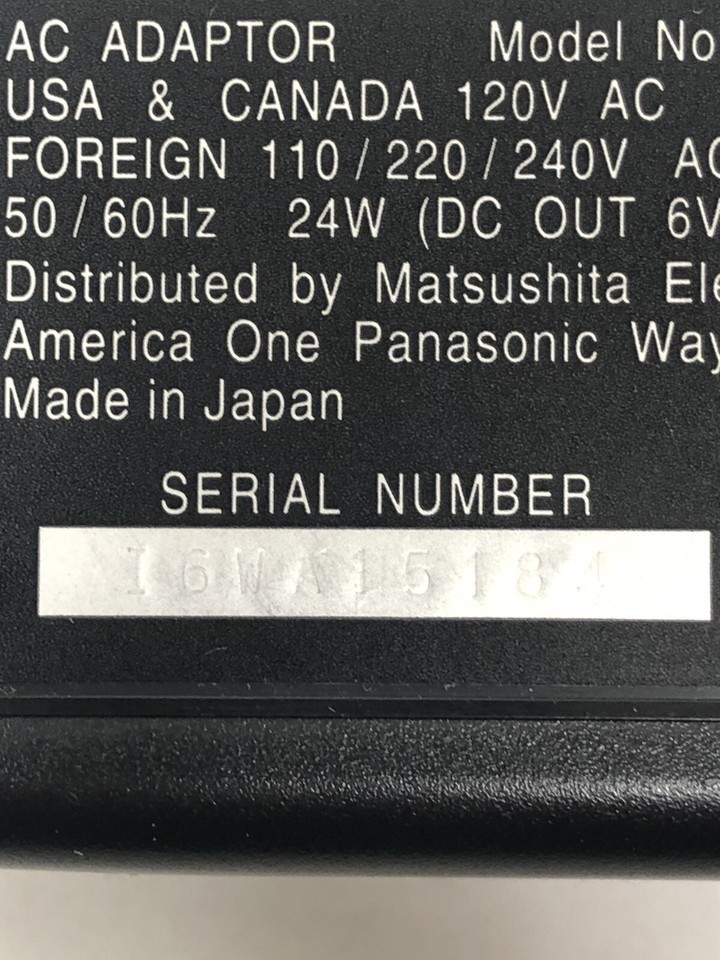 AC ADAPTOR Model No
USA & CANADA 120V AC
FOREIGN 110/220/240V AC
50/60Hz 24W (DC OUT 6V
Distributed by Matsushita Ele
America One Panasonic Way
Made in Japan
SERIAL NUMBER
I6WA15184